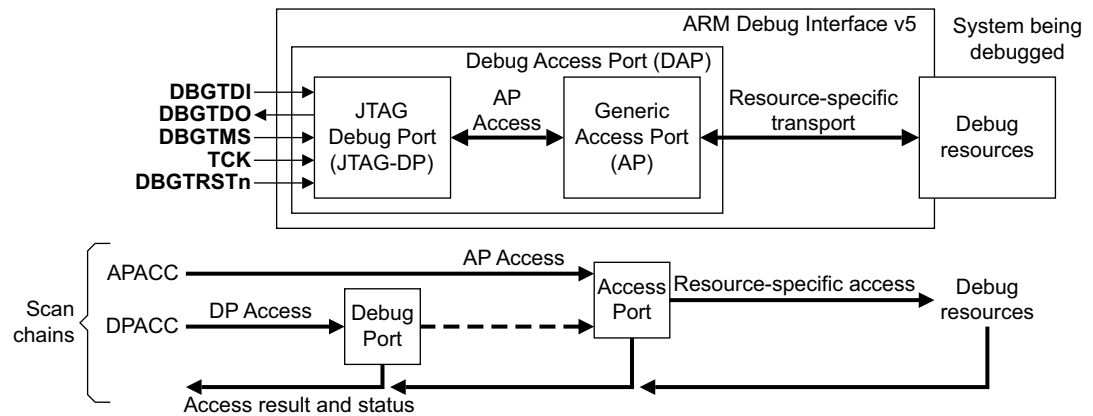 ARM Debug Interface v5
System being
debugged
Debug Access Port (DAP)
DBGTDI
DBGTDO
DBGTMS
TCK
DBGTRSTn
JTAG
Debug Port
(JTAG-DP)
AP
Access
Generic
Access Port
(AP)
Resource-specific
transport
Debug
resources
Scan
chains
APACC
AP Access
DPACC
DP Access
Debug
Port
Access
Port
Resource-specific access
Debug
resources
Access result and status